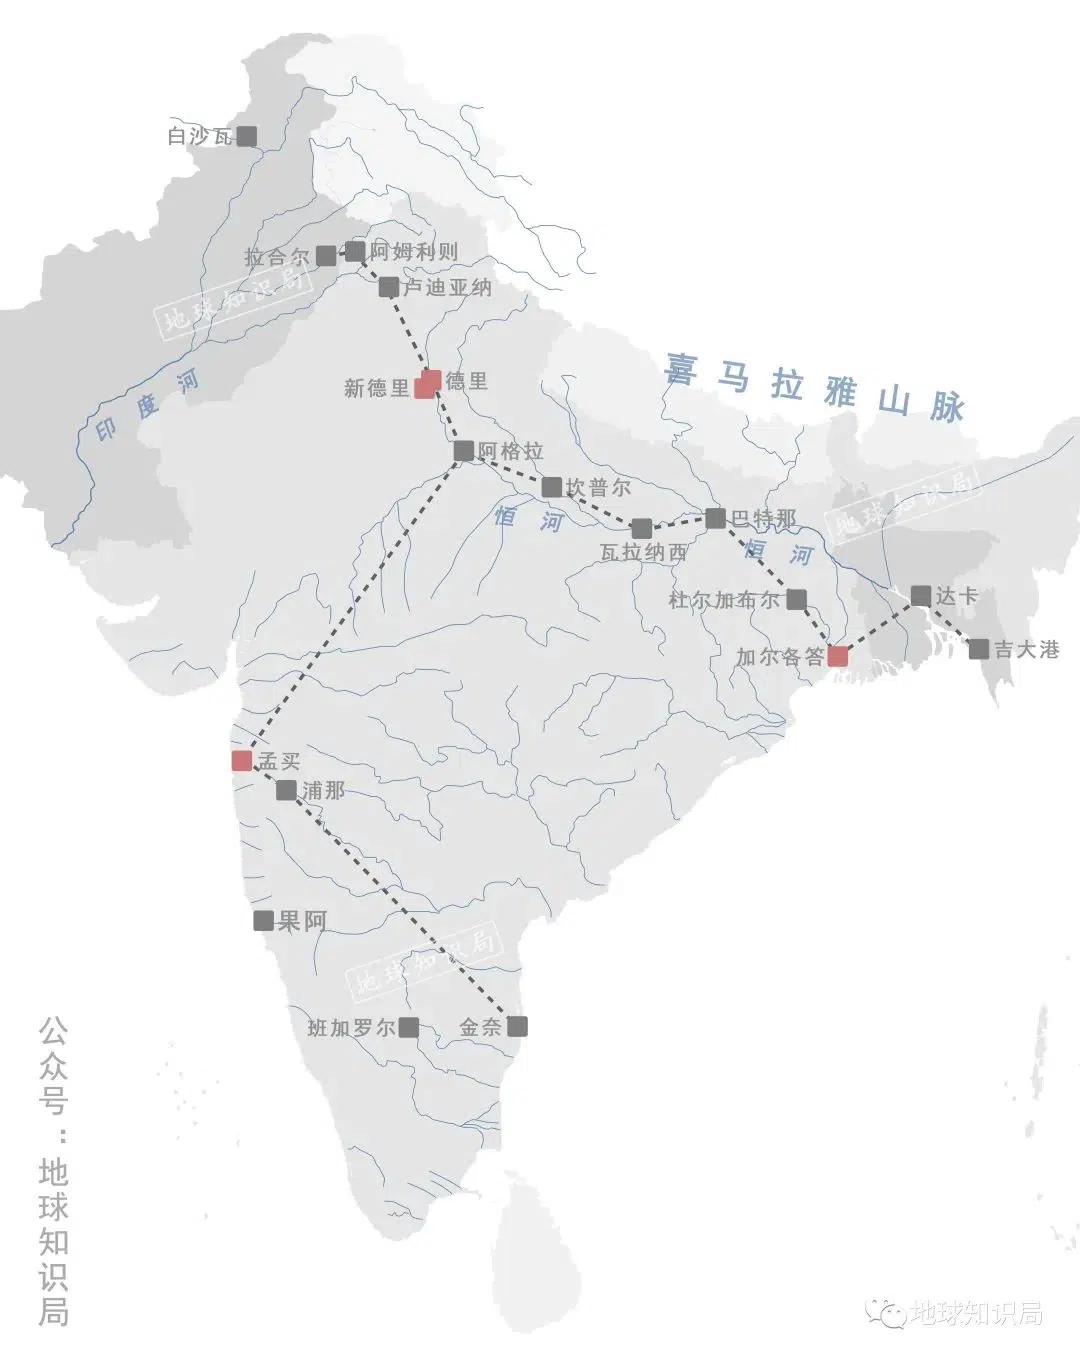 白沙瓦
拉合尔
阿姆利则
卢迪亚纳
地球知识局
印度河
新德里
德里
喜马拉雅山脉
阿格拉
坎普尔
恒河
瓦拉纳西
巴特那
地球知识局
恒河
杜尔加布尔
达卡
加尔各答
吉大港
孟买
浦那
果阿
地球知识局
班加罗尔
金奈
公众号：地球知识局
地球知识局